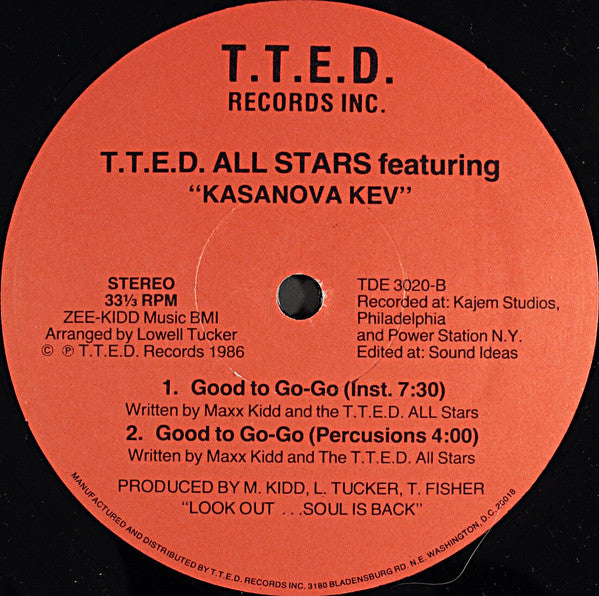 T.T.E.D.
RECORDS INC.
T.T.E.D. ALL STARS featuring
“KASANOVA KEV”
STEREO
33⅓ RPM
ZEE-KIDD Music BMI
Arranged by Lowell Tucker
© ℗ T.T.E.D. Records 1986
TDE 3020-B
Recorded at: Kajem Studios,
Philadelphia
and Power Station N.Y.
Edited at: Sound Ideas
1. Good to Go-Go (Inst. 7:30)
Written by Maxx Kidd and the T.T.E.D. ALL Stars
2. Good to Go-Go (Percusions 4:00)
Written by Maxx Kidd and The T.T.E.D. All Stars
PRODUCED BY M. KIDD, L. TUCKER, T. FISHER
“LOOK OUT ...SOUL IS BACK”
MANUFACTURED AND DISTRIBUTED BY T.T.E.D. RECORDS INC. 3180 BLADENSBURG RD. N.E. WASHINGTON, D.C. 20018